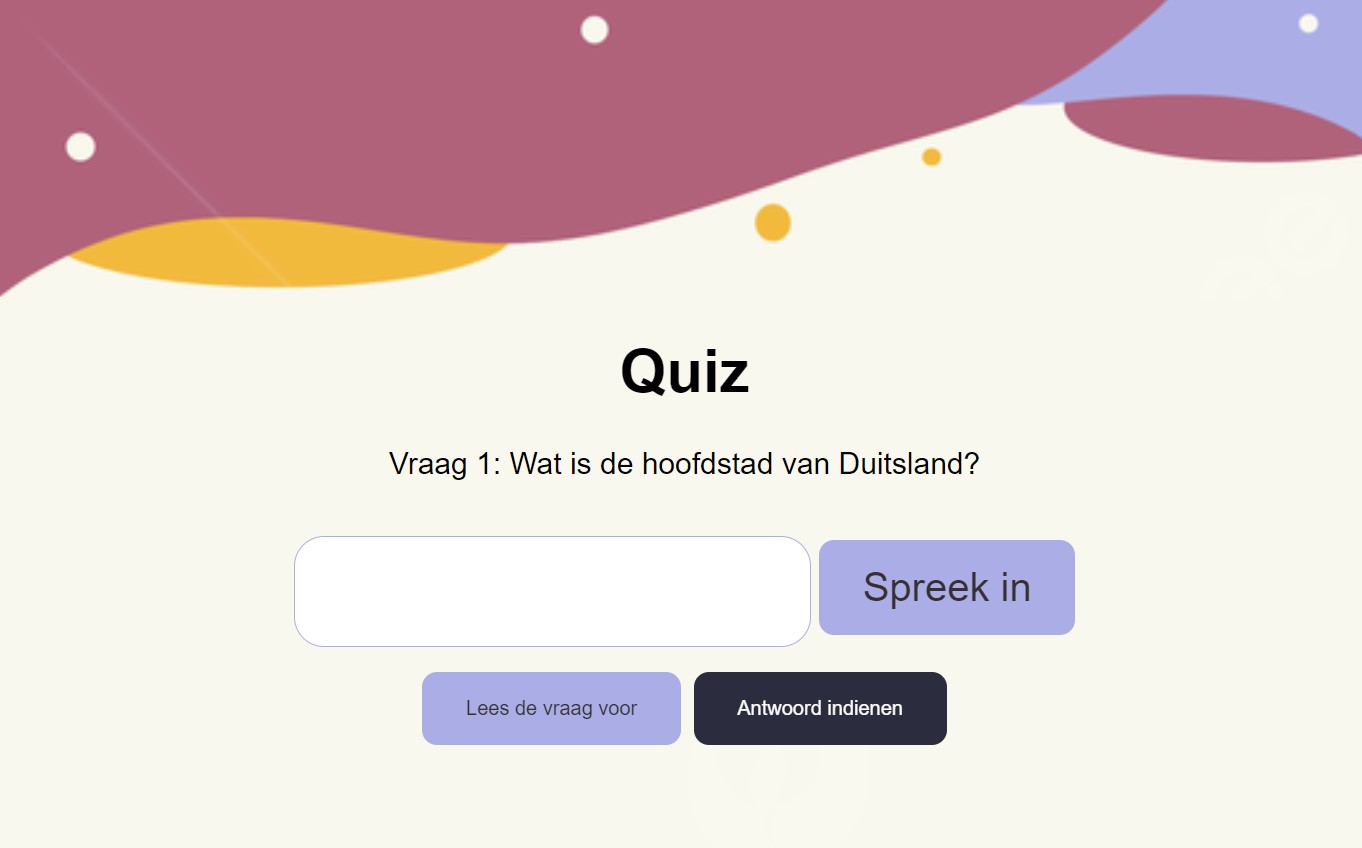 Quiz
Vraag 1: Wat is de hoofdstad van Duitsland?
Spreek in
Lees de vraag voor
Antwoord indienen